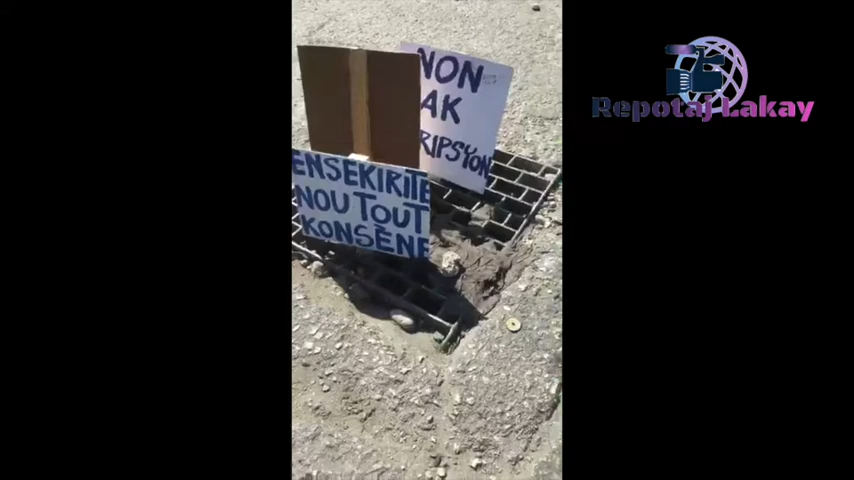 NON
AK
RIPSYON
ENSEKIRITE
NOU TOUT
KONSÈNE
Repotaj Lakay